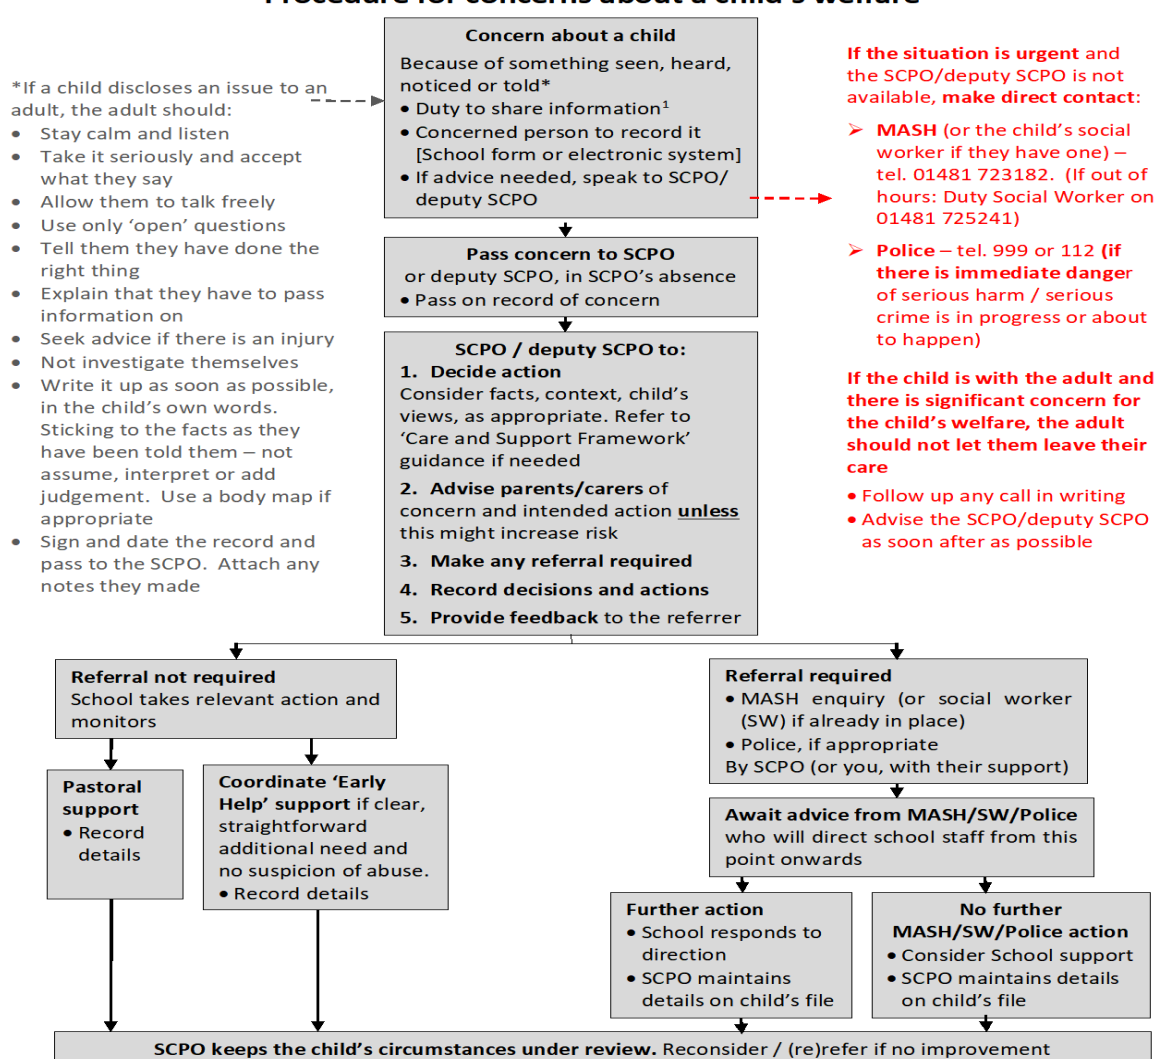 Procedure for concerns about a child's welfare
Concern about a child
Because of something seen, heard,
noticed or told*
• Duty to share information¹
• Concerned person to record it
[School form or electronic system]
• If advice needed, speak to SCPO/
deputy SCPO
*If a child discloses an issue to an
adult, the adult should:
• Stay calm and listen
• Take it seriously and accept
what they say
• Allow them to talk freely
• Use only ‘open’ questions
• Tell them they have done the
right thing
• Explain that they have to pass
information on
• Seek advice if there is an injury
• Not investigate themselves
• Write it up as soon as possible,
in the child’s own words.
Sticking to the facts as they
have been told them – not
assume, interpret or add
judgement.  Use a body map if
appropriate
• Sign and date the record and
pass to the SCPO.  Attach any
notes they made
If the situation is urgent and
the SCPO/deputy SCPO is not
available, make direct contact:
➢ MASH (or the child’s social
worker if they have one) –
tel. 01481 723182.  (If out of
hours: Duty Social Worker on
01481 725241)
➢ Police – tel. 999 or 112 (if
there is immediate danger
of serious harm / serious
crime is in progress or about
to happen)
If the child is with the adult and
there is significant concern for
the child’s welfare, the adult
should not let them leave their
care
• Follow up any call in writing
• Advise the SCPO/deputy SCPO
as soon after as possible
Pass concern to SCPO
or deputy SCPO, in SCPO’s absence
• Pass on record of concern
SCPO / deputy SCPO to:
1. Decide action
Consider facts, context, child’s
views, as appropriate. Refer to
‘Care and Support Framework’
guidance if needed
2. Advise parents/carers of
concern and intended action unless
this might increase risk
3. Make any referral required
4. Record decisions and actions
5. Provide feedback to the referrer
Referral not required
School takes relevant action and
monitors
Pastoral
support
• Record
details
Coordinate ‘Early
Help’ support if clear,
straightforward
additional need and
no suspicion of abuse.
• Record details
Referral required
• MASH enquiry (or social worker
(SW) if already in place)
• Police, if appropriate
By SCPO (or you, with their support)
Await advice from MASH/SW/Police
who will direct school staff from this
point onwards
Further action
• School responds to
direction
• SCPO maintains
details on child’s file
No further
MASH/SW/Police action
• Consider School support
• SCPO maintains details
on child’s file
SCPO keeps the child’s circumstances under review. Reconsider / (re)refer if no improvement